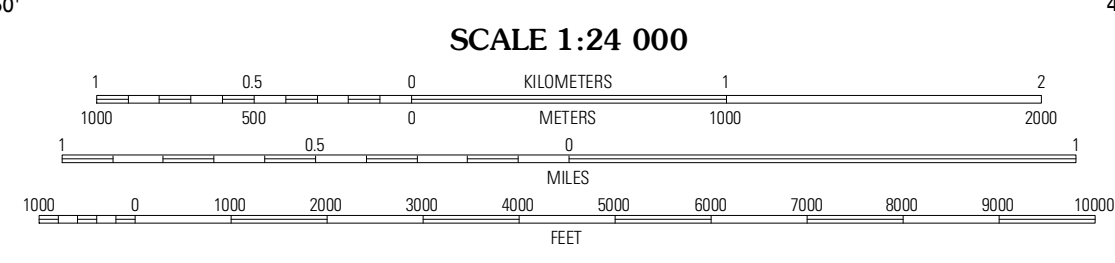 SCALE 1:24 000
1 0.5 0 KILOMETERS 1 2
1000 500 0 METERS 1000 2000
1 0.5 0 1
MILES
1000 0 1000 2000 3000 4000 5000 6000 7000 8000 9000 10000
FEET